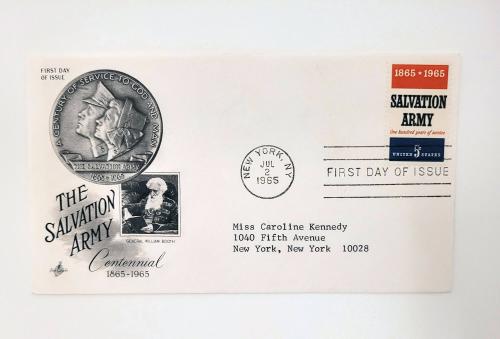 FIRST DAY
OF ISSUE
A CENTURY OF SERVICE TO GOD AND MAN
THE SALVATION ARMY
1865-1965
THE
SALVATION
ARMY
GENERAL WILLIAM BOOTH
Centennial
1865-1965
NEW YORK, NY
JUL
2
1965
1865 * 1965
SALVATION
ARMY
One hundred years of service
UNITED 5c STATES
FIRST DAY OF ISSUE
Miss Caroline Kennedy
1040 Fifth Avenue
New York, New York 10028